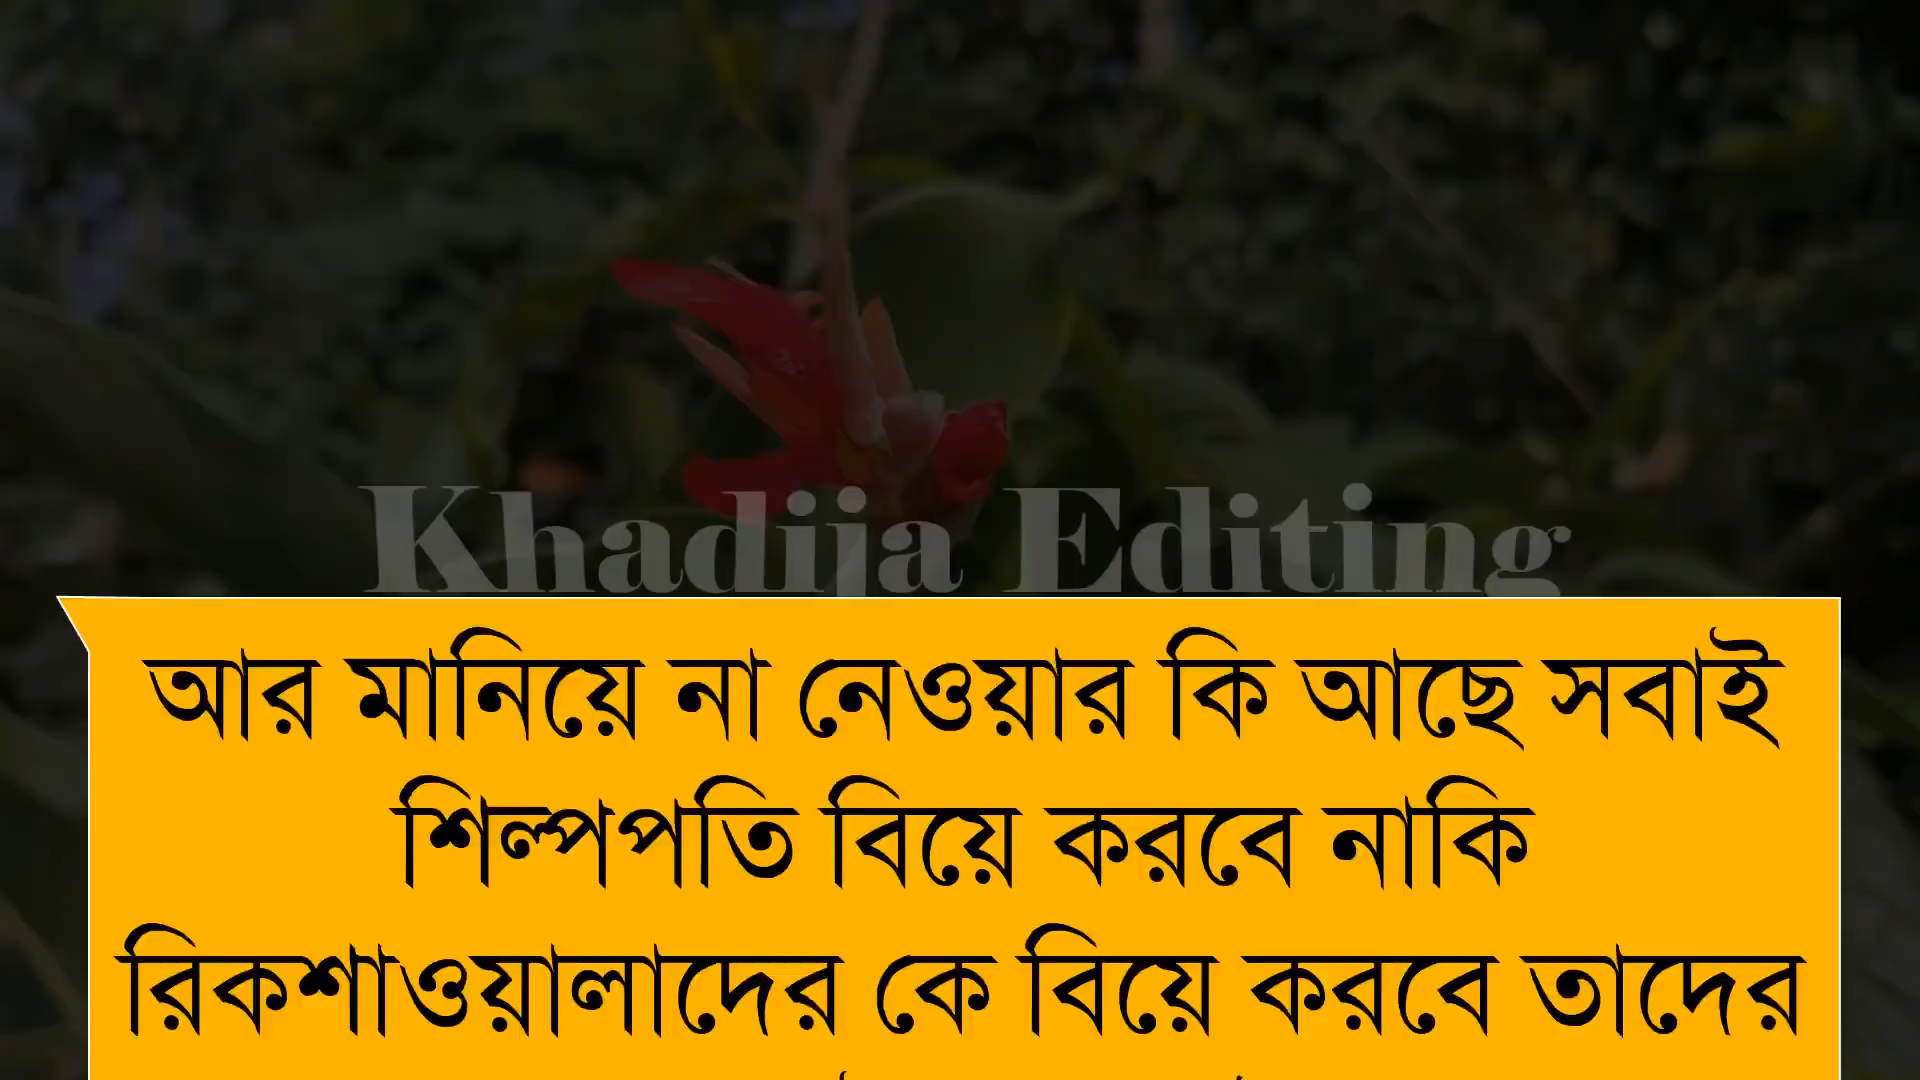 Khadija Editing
আর মানিয়ে না নেওয়ার কি আছে সবাই
শিল্পপতি বিয়ে করবে নাকি
রিকশাওয়ালাদের কে বিয়ে করবে তাদের